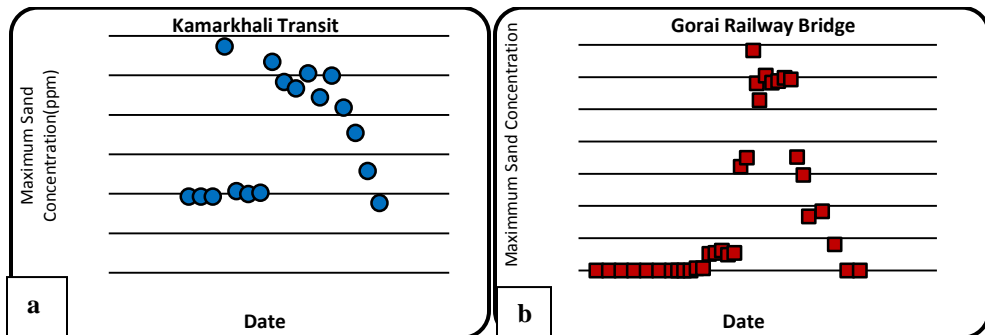 Kamarkhali Transit
Maximum Sand
Concentration(ppm)
Date
a
Gorai Railway Bridge
Maximmum Sand Concentration
Date
b